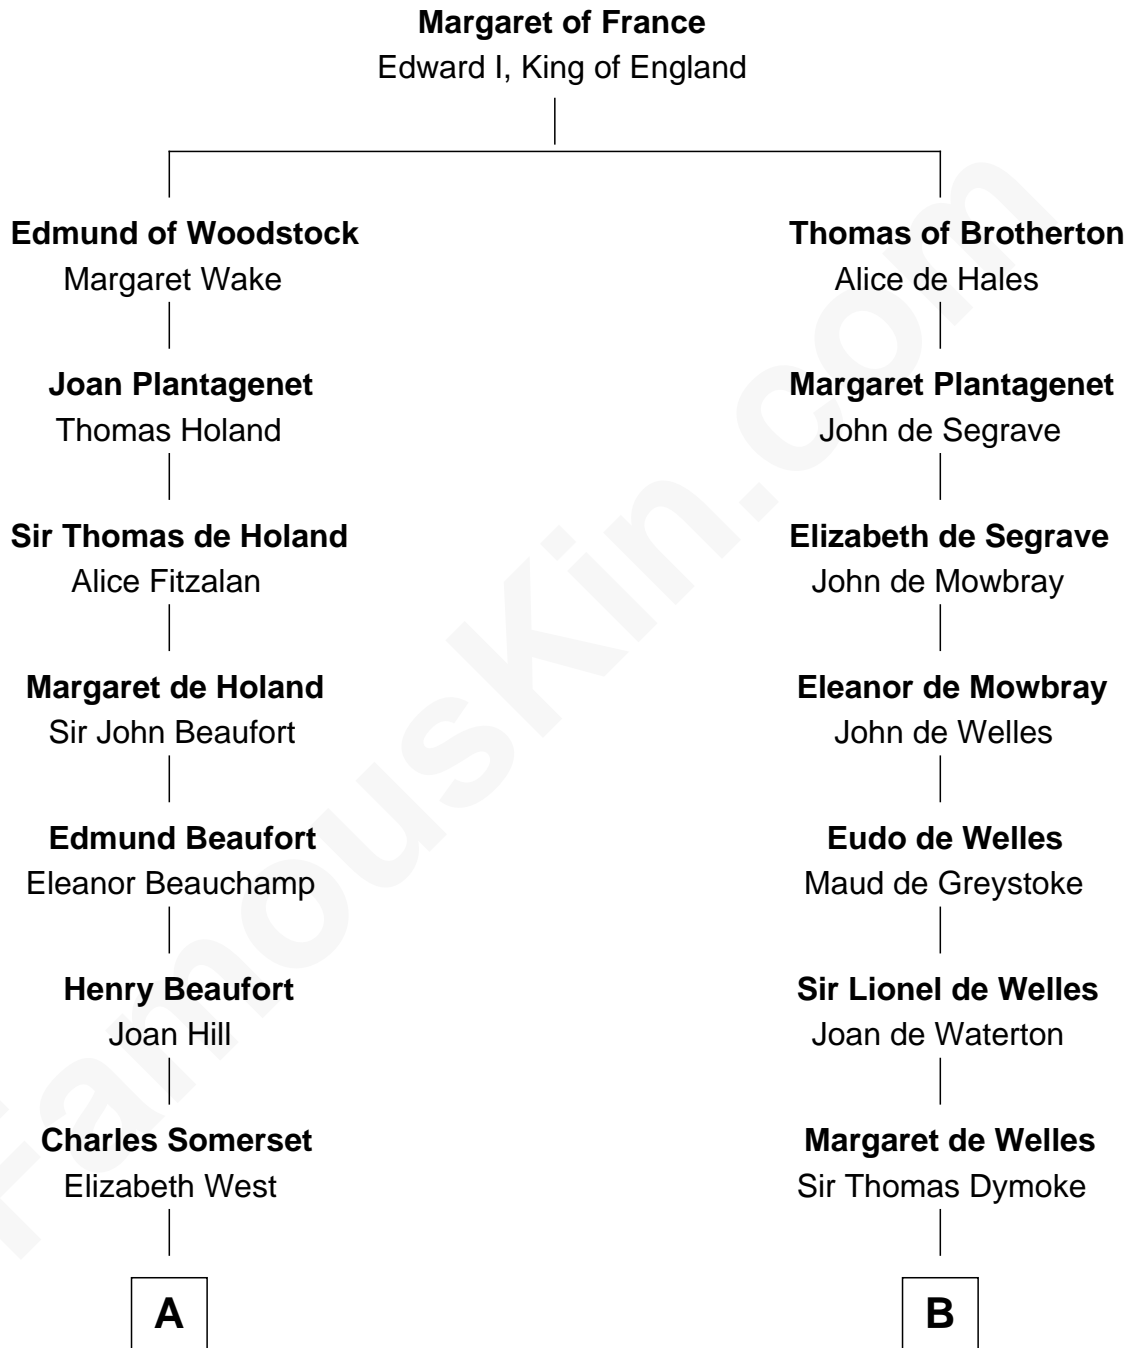 Margaret of France
Edward I, King of England
Edmund of Woodstock
Margaret Wake
Thomas of Brotherton
Alice de Hales
Joan Plantagenet
Thomas Holand
Margaret Plantagenet
John de Segrave
Sir Thomas de Holand
Alice Fitzalan
Elizabeth de Segrave
John de Mowbray
Margaret de Holand
Sir John Beaufort
Eleanor de Mowbray
John de Welles
Edmund Beaufort
Eleanor Beauchamp
Eudo de Welles
Maud de Greystoke
Henry Beaufort
Joan Hill
Sir Lionel de Welles
Joan de Waterton
Charles Somerset
Elizabeth West
Margaret de Welles
Sir Thomas Dymoke
A
B
FamousKin.com